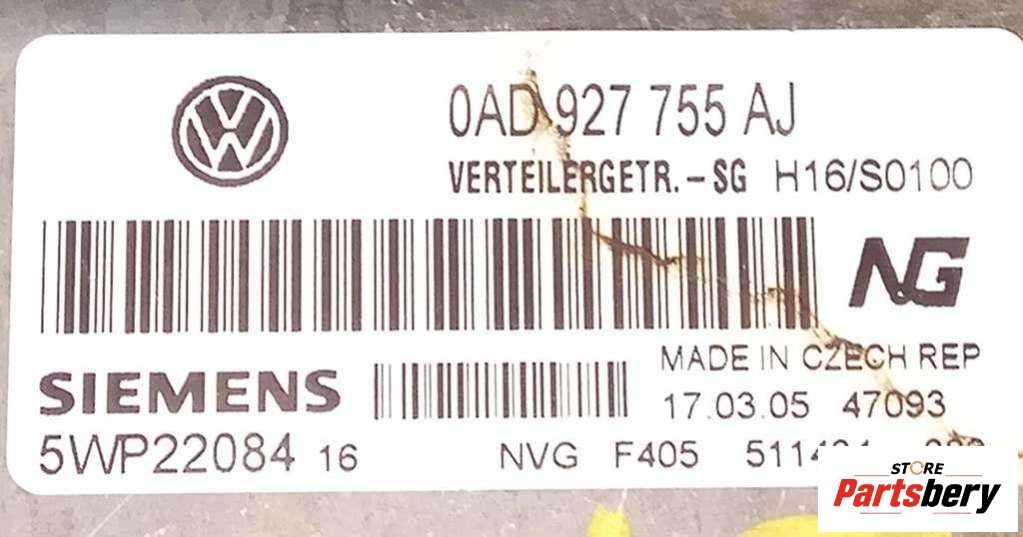 0AD 927 755 AJ
VERTEILERGETR.-SG H16/S0100
NG
MADE IN CZECH REP
SIEMENS
17.03.05 47093
5WP22084 16
NVG F405
STORE
Partsbery